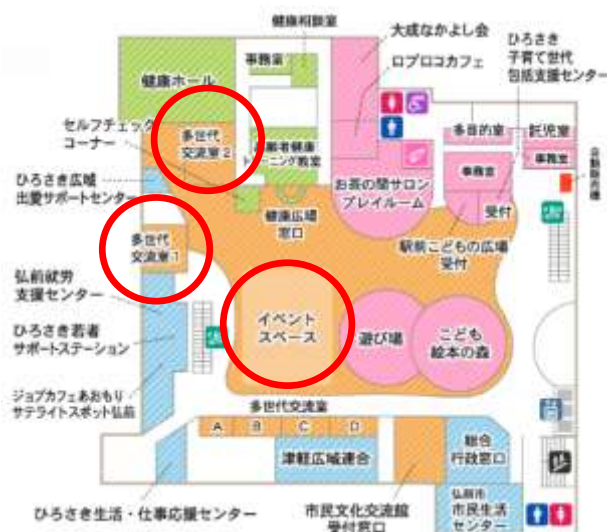 健康相談室
大成なかよし会
ロブロコカフェ
ひろさき
子育て世代
包括支援センター
事務室
健康ホール
セルフチェック
コーナー
多世代
交流室2
高齢者健康
トレーニング教室
多目的室
託児室
事務室
事務室
自動販売機
お茶の間サロン
プレイルーム
受付
ひろさき広域
出愛サポートセンター
健康広場
窓口
駅前こどもの広場
受付
多世代
交流室1
弘前就労
支援センター
イベント
スペース
遊び場
こども
絵本の森
ひろさき若者
サポートステーション
ジョブカフェあおもり
サテライトスポット弘前
多世代交流室
A B C D
津軽広域連合
総合
行政窓口
ひろさき生活・仕事応援センター
市民文化交流館
受付窓口
弘前市
市民生活
センター